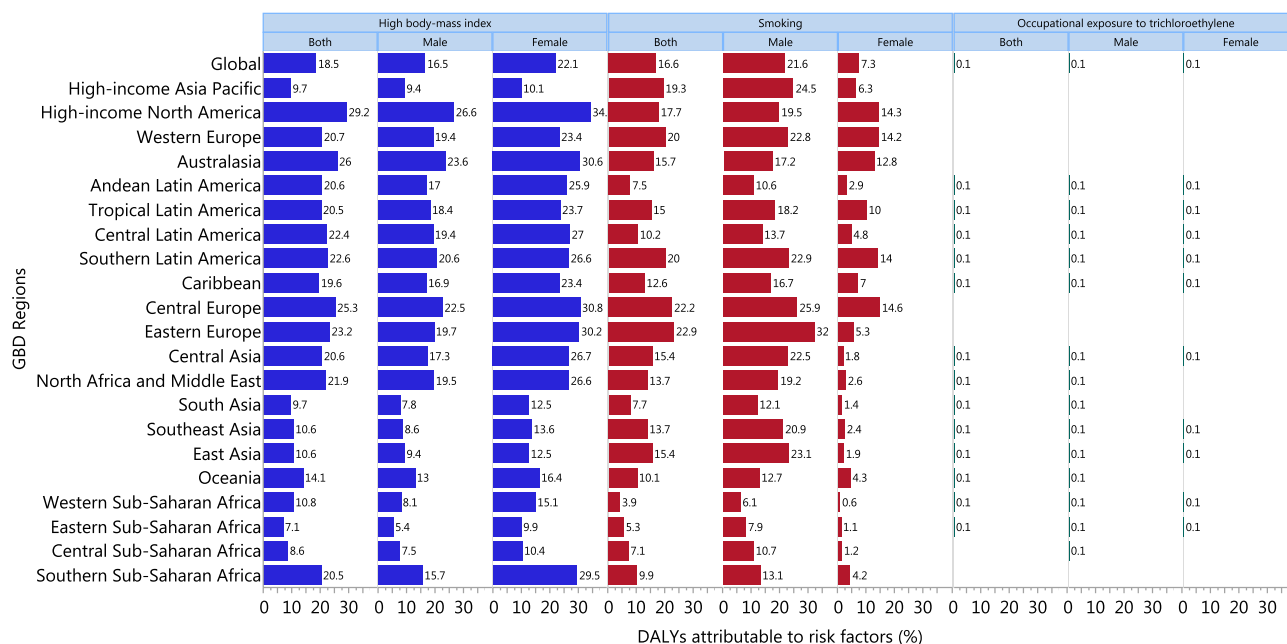 High body-mass index Smoking Occupational exposure to trichloroethylene
Both Male Female Both Male Female Both Male Female
GBD Regions
Global 18.5 16.5 22.1 16.6 21.6 7.3 0.1 0.1 0.1
High-income Asia Pacific 9.7 9.4 10.1 19.3 24.5 6.3
High-income North America 29.2 26.6 34. 17.7 19.5 14.3
Western Europe 20.7 19.4 23.4 20 22.8 14.2
Australasia 26 23.6 30.6 15.7 17.2 12.8
Andean Latin America 20.6 17 25.9 7.5 10.6 2.9 0.1 0.1 0.1
Tropical Latin America 20.5 18.4 23.7 15 18.2 10 0.1 0.1 0.1
Central Latin America 22.4 19.4 27 10.2 13.7 4.8 0.1 0.1 0.1
Southern Latin America 22.6 20.6 26.6 20 22.9 14 0.1 0.1 0.1
Caribbean 19.6 16.9 23.4 12.6 16.7 7 0.1 0.1 0.1
Central Europe 25.3 22.5 30.8 22.2 25.9 14.6
Eastern Europe 23.2 19.7 30.2 22.9 32 5.3
Central Asia 20.6 17.3 26.7 15.4 22.5 1.8 0.1 0.1 0.1
North Africa and Middle East 21.9 19.5 26.6 13.7 19.2 2.6 0.1 0.1
South Asia 9.7 7.8 12.5 7.7 12.1 1.4 0.1 0.1
Southeast Asia 10.6 8.6 13.6 13.7 20.9 2.4 0.1 0.1 0.1
East Asia 10.6 9.4 12.5 15.4 23.1 1.9 0.1 0.1 0.1
Oceania 14.1 13 16.4 10.1 12.7 4.3 0.1 0.1
Western Sub-Saharan Africa 10.8 8.1 15.1 3.9 6.1 0.6 0.1 0.1 0.1
Eastern Sub-Saharan Africa 7.1 5.4 9.9 5.3 7.9 1.1 0.1 0.1 0.1
Central Sub-Saharan Africa 8.6 7.5 10.4 7.1 10.7 1.2 0.1
Southern Sub-Saharan Africa 20.5 15.7 29.5 9.9 13.1 4.2
0 10 20 30 0 10 20 30 0 10 20 30 0 10 20 30 0 10 20 30 0 10 20 30 0 10 20 30 0 10 20 30 0 10 20 30
DALYs attributable to risk factors (%)